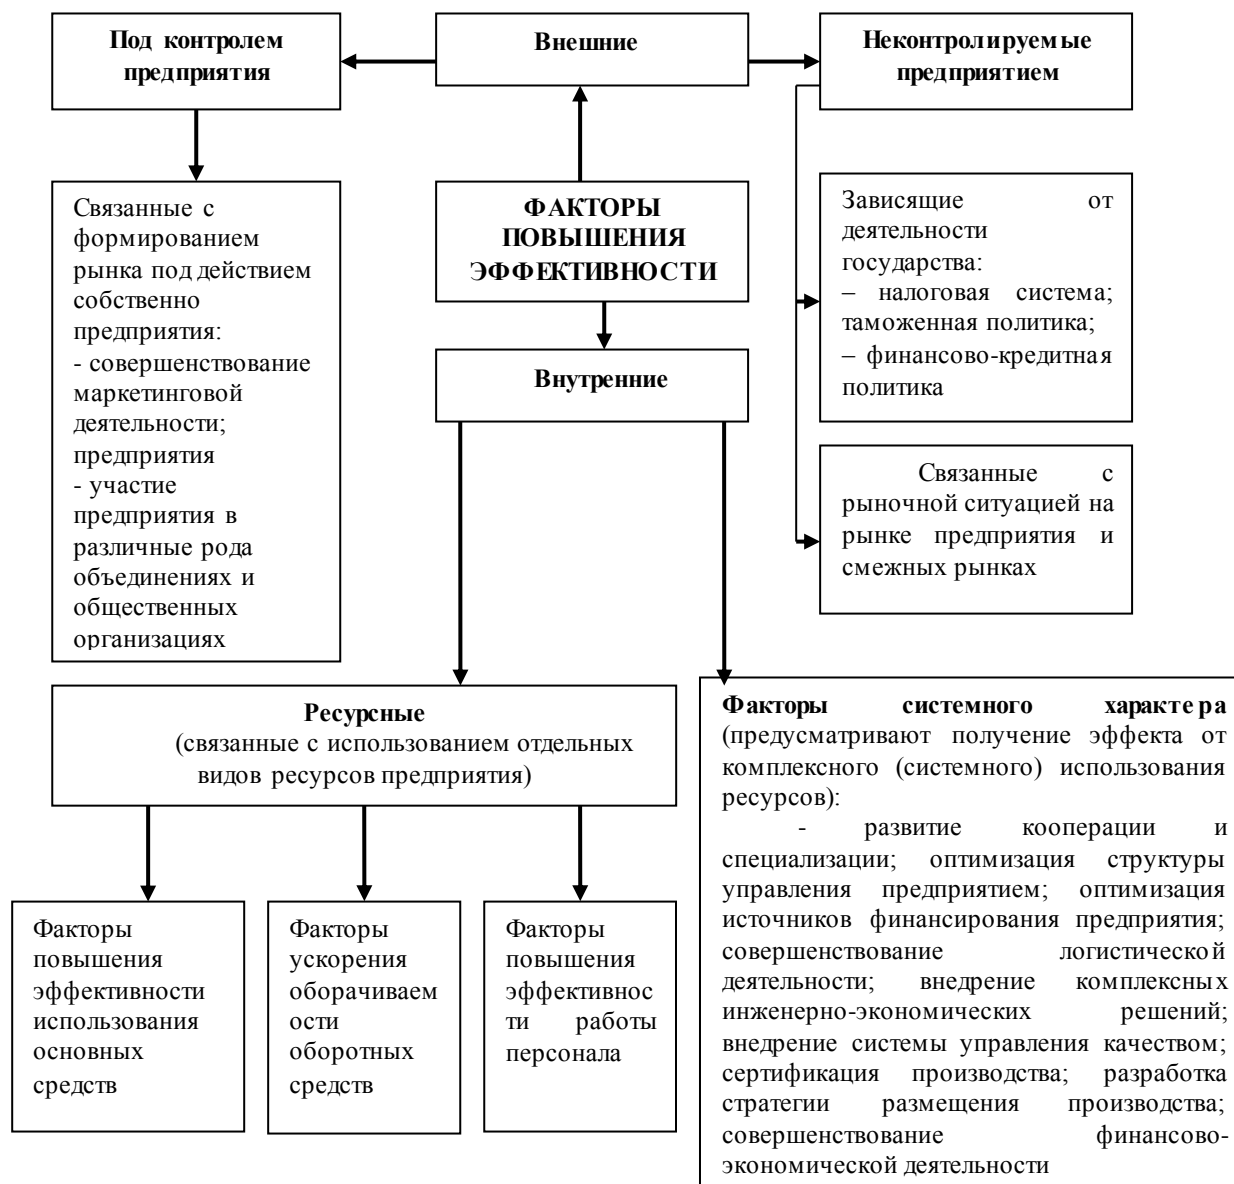 Под контролем
предприятия
Внешние
Неконтролируемые
предприятием
Связанные с
формированием
рынка под действием
собственно
предприятия:
- совершенствование
маркетинговой
деятельности;
предприятия
- участие
предприятия в
различные рода
объединениях и
общественных
организациях
ФАКТОРЫ
ПОВЫШЕНИЯ
ЭФФЕКТИВНОСТИ
Зависящие от
деятельности
государства:
– налоговая система;
таможенная политика;
– финансово-кредитная
политика
Внутренние
Связанные с
рыночной ситуацией на
рынке предприятия и
смежных рынках
Ресурсные
(связанные с использованием отдельных
видов ресурсов предприятия)
Факторы системного характера
(предусматривают получение эффекта от
комплексного (системного) использования
ресурсов):
- развитие кооперации и
специализации; оптимизация структуры
управления предприятием; оптимизация
источников финансирования предприятия;
совершенствование логистической
деятельности; внедрение комплексных
инженерно-экономических решений;
внедрение системы управления качеством;
сертификация производства; разработка
стратегии размещения производства;
совершенствование финансово-
экономической деятельности
Факторы
повышения
эффективности
использования
основных
средств
Факторы
ускорения
оборачиваем
ости
оборотных
средств
Факторы
повышения
эффективнос
ти работы
персонала